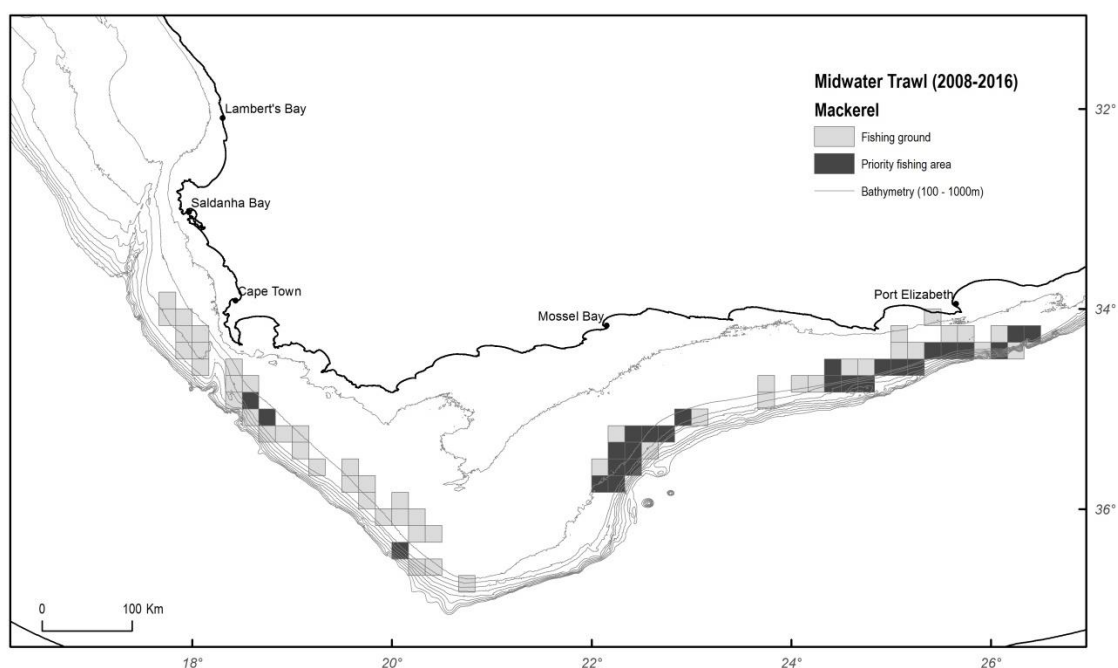 Midwater Trawl (2008-2016)
Mackerel
Fishing ground
Priority fishing area
Bathymetry (100 - 1000m)
Lambert's Bay
Saldanha Bay
Cape Town
Mossel Bay
Port Elizabeth
32°
34°
36°
0 100 Km
18° 20° 22° 24° 26°